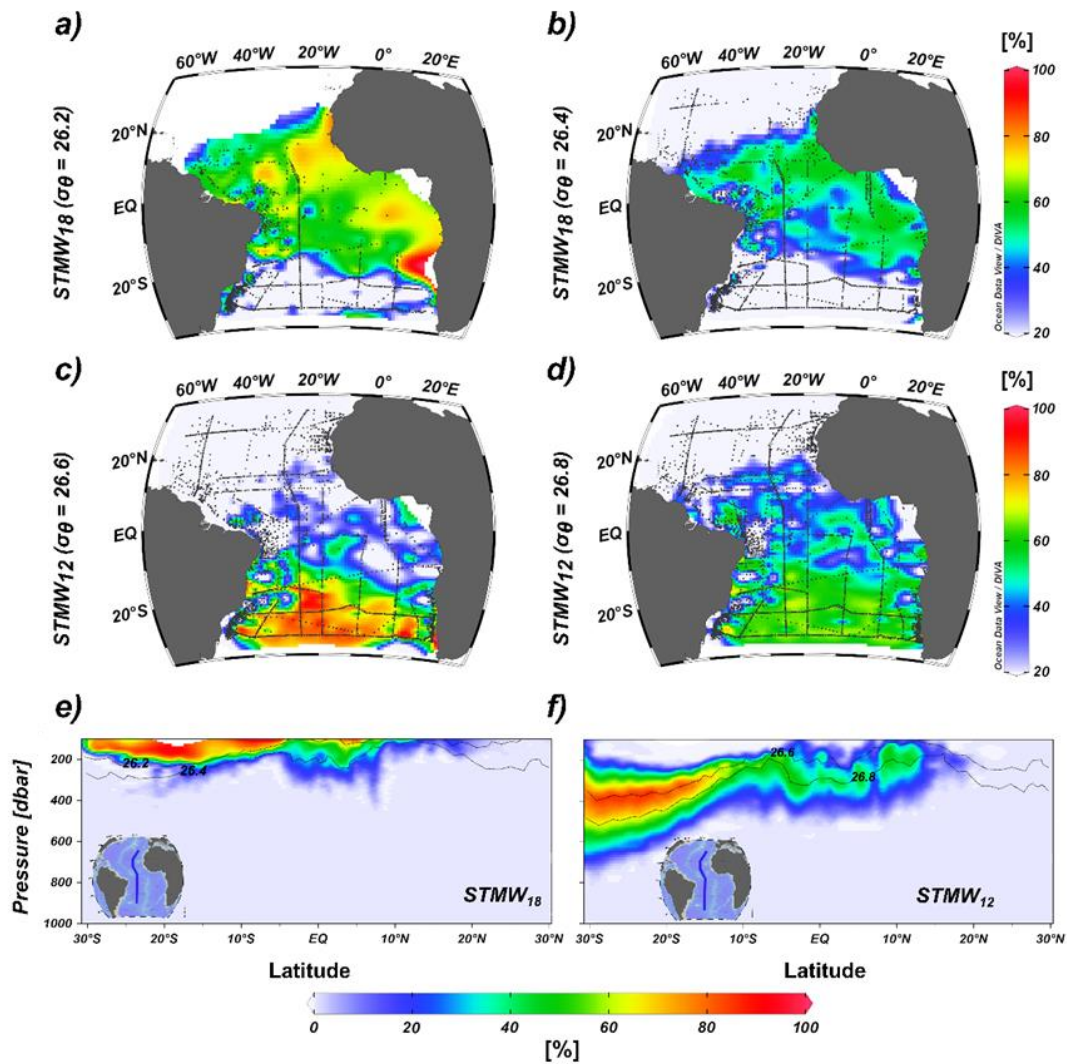 a)
b)
60°W 40°W 20°W 0° 20°E
60°W 40°W 20°W 0° 20°E
[%]
STMW18 (σθ = 26.2)
20°N
EQ
20°S
STMW18 (σθ = 26.4)
20°N
EQ
20°S
100
80
60
40
20
Ocean Data View / DIVA
c)
d)
60°W 40°W 20°W 0° 20°E
60°W 40°W 20°W 0° 20°E
[%]
STMW12 (σθ = 26.6)
20°N
EQ
20°S
STMW12 (σθ = 26.8)
20°N
EQ
20°S
100
80
60
40
20
Ocean Data View / DIVA
e)
f)
Pressure [dbar]
200
400
600
800
1000
26.2
26.4
STMW18
30°S 20°S 10°S EQ 10°N 20°N 30°N
Latitude
200
400
600
800
1000
26.6
26.8
STMW12
30°S 20°S 10°S EQ 10°N 20°N 30°N
Latitude
0 20 40 60 80 100
[%]